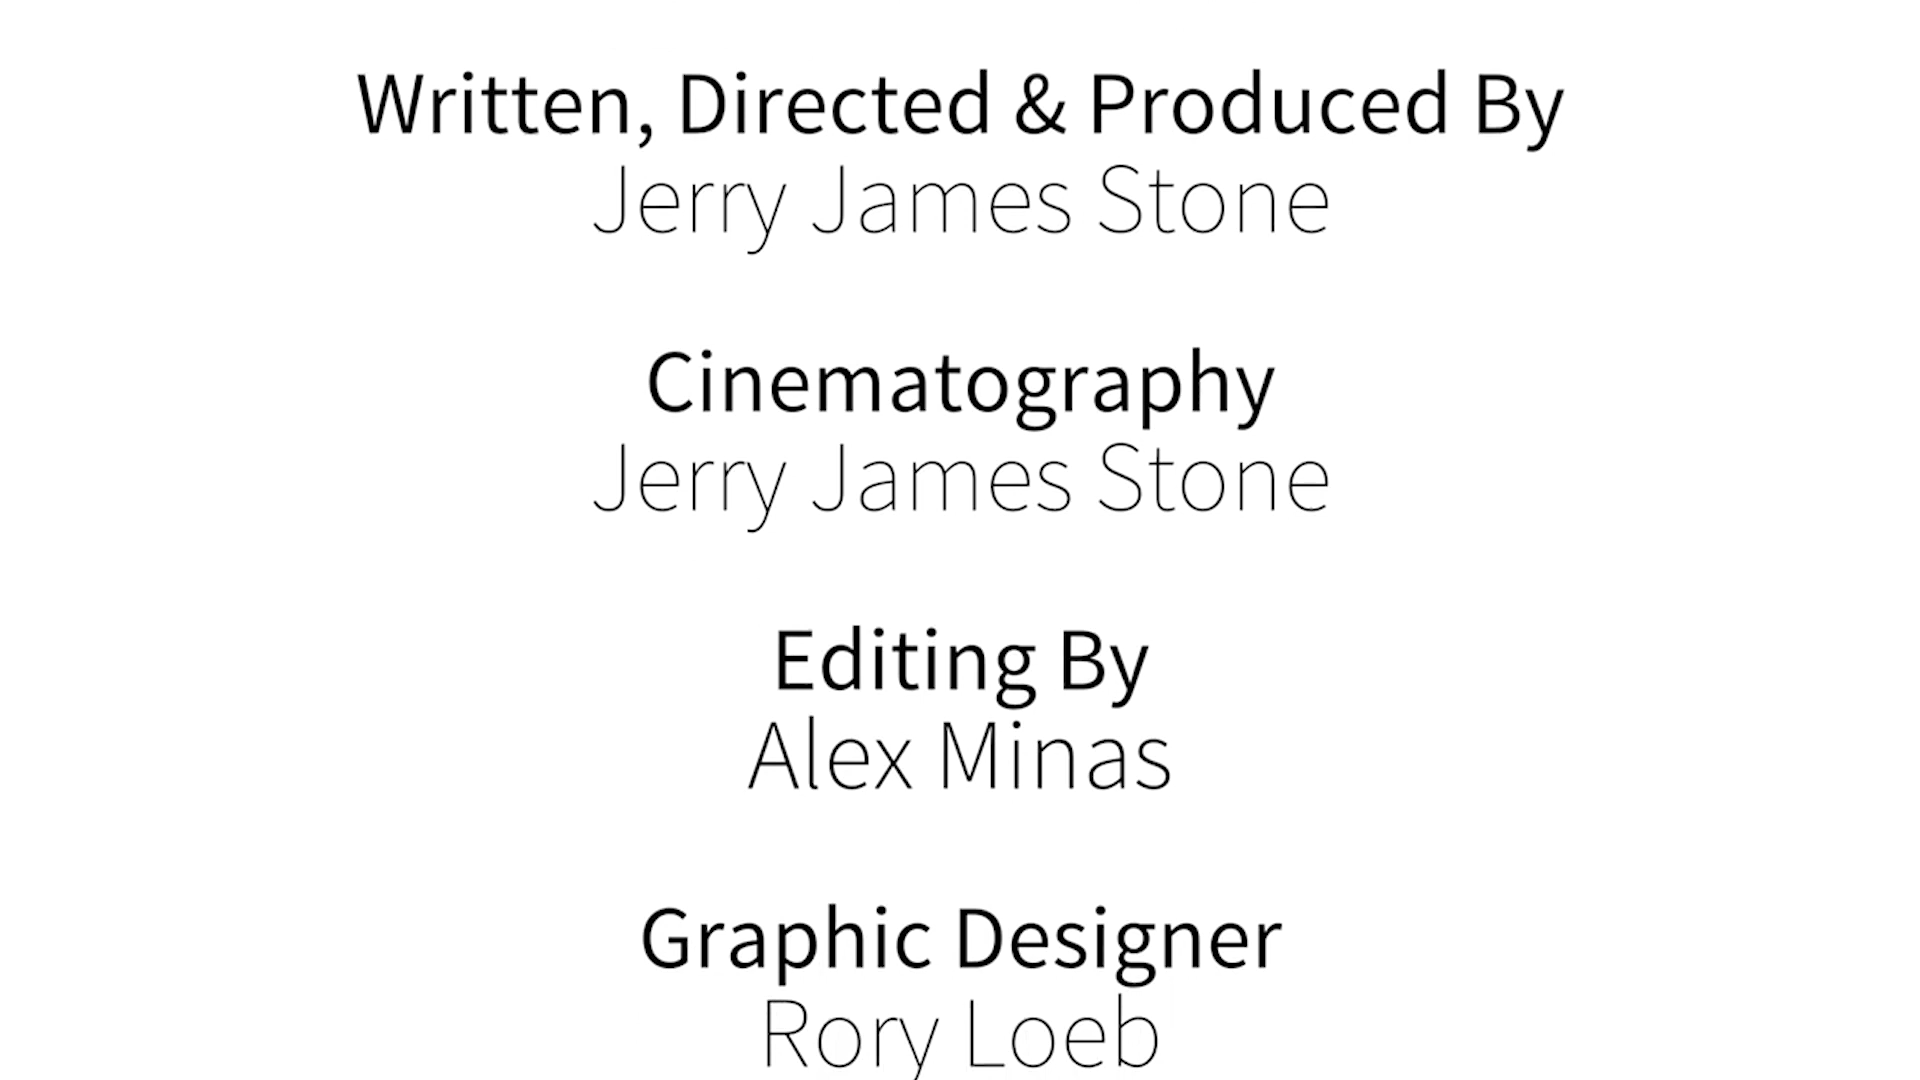 Written, Directed & Produced By
Jerry James Stone
Cinematography
Jerry James Stone
Editing By
Alex Minas
Graphic Designer
Rory Loeb